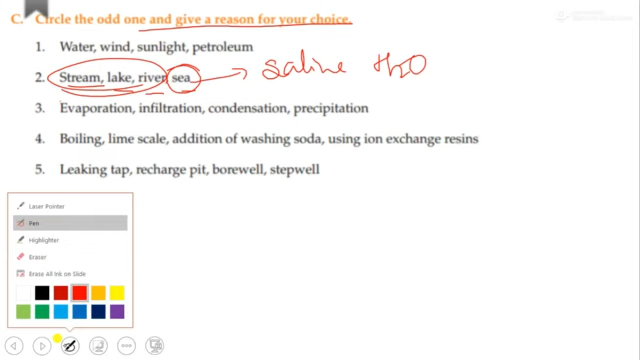 C. Circle the odd one and give a reason for your choice.
1. Water, wind, sunlight, petroleum
2. Stream, lake, river sea → saline H2O
3. Evaporation, infiltration, condensation, precipitation
4. Boiling, lime scale, addition of washing soda, using ion exchange resins
5. Leaking tap, recharge pit, borewell, stepwell
Laser Pointer
Pen
Highlighter
Eraser
Erase All Ink on Slide